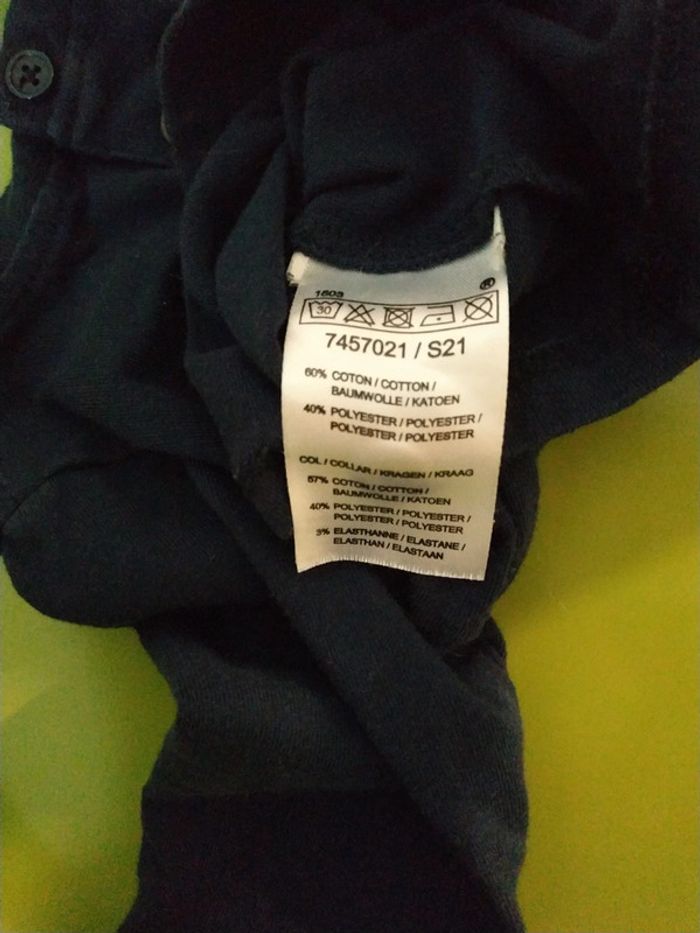 1603
®
30
7457021 / S21
60% COTON / COTTON /
BAUMWOLLE / KATOEN
40% POLYESTER / POLYESTER /
POLYESTER / POLYESTER
COL / COLLAR / KRAGEN / KRAAG
57% COTON / COTTON /
BAUMWOLLE / KATOEN
40% POLYESTER / POLYESTER /
POLYESTER / POLYESTER
3% ELASTHANNE / ELASTANE /
ELASTHAN / ELASTAAN